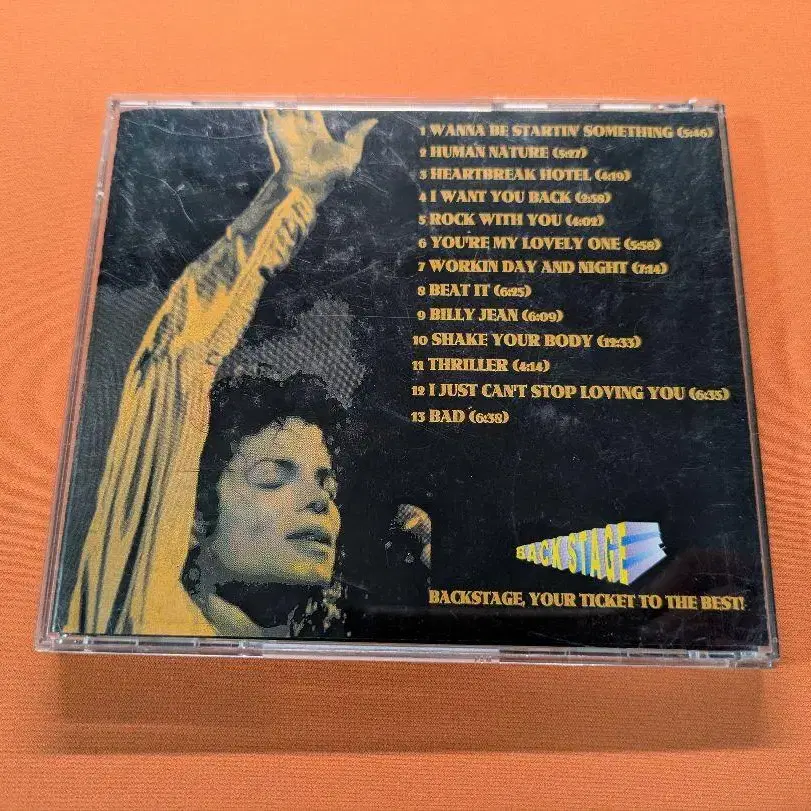 1 WANNA BE STARTIN' SOMETHING (5:46)
2 HUMAN NATURE (5:27)
3 HEARTBREAK HOTEL (4:19)
4 I WANT YOU BACK (2:58)
5 ROCK WITH YOU (4:02)
6 YOU'RE MY LOVELY ONE (5:58)
7 WORKIN DAY AND NIGHT (7:14)
8 BEAT IT (6:25)
9 BILLY JEAN (6:09)
10 SHAKE YOUR BODY (12:33)
11 THRILLER (4:14)
12 I JUST CAN'T STOP LOVING YOU (6:35)
13 BAD (6:38)
BACK STAGE
BACKSTAGE, YOUR TICKET TO THE BEST!